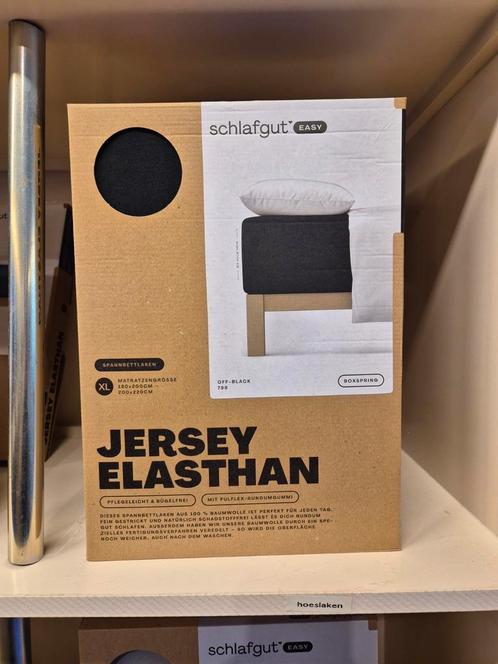 schlafgut EASY
OFF-BLACK
798
BOXSPRING
SPANNBETTLAKEN
XL
MATRATZENGRÖSSE
180x200CM –
200x220CM
JERSEY
ELASTHAN
PFLEGELEICHT & BÜGELFREI
MIT PULFLEX-RUNDUMGUMMI
DIESES SPANNBETTLAKEN AUS 100 % BAUMWOLLE IST PERFEKT FÜR JEDEN TAG.
FEIN GESTRICKT UND NATÜRLICH SCHADSTOFFFREI LÄSST ES DICH RUNDUM
GUT SCHLAFEN. AUSSERDEM HABEN WIR UNSERE BAUMWOLLE DURCH EIN SPE-
ZIELLES FERTIGUNGSVERFAHREN VEREDELT – SO WIRD DIE OBERFLÄCHE
NOCH WEICHER, AUCH NACH DEM WASCHEN.
hoeslaken
schlafgut EASY
JERSEY ELASTHAN